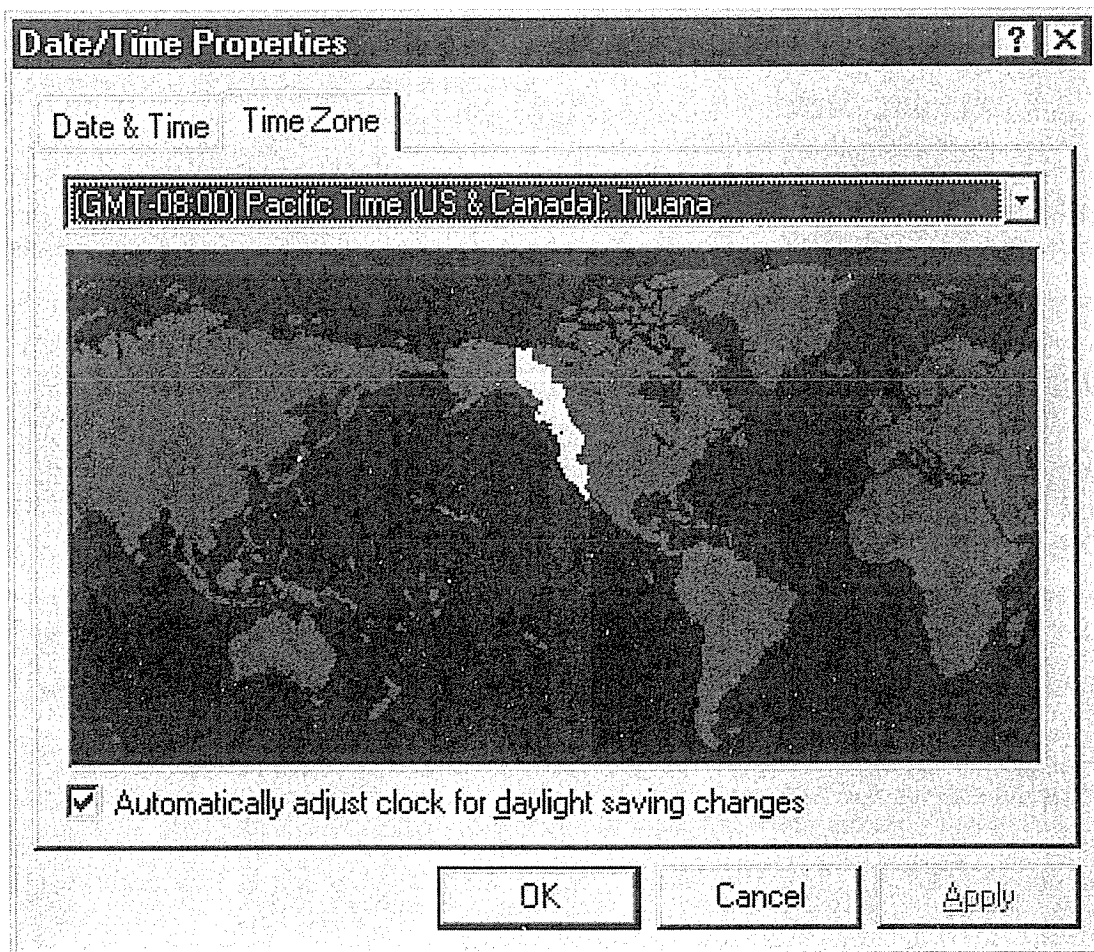 Date/Time Properties
Date & Time
Time Zone
(GMT-08:00) Pacific Time (US & Canada); Tijuana
Automatically adjust clock for daylight saving changes
OK
Cancel
Apply